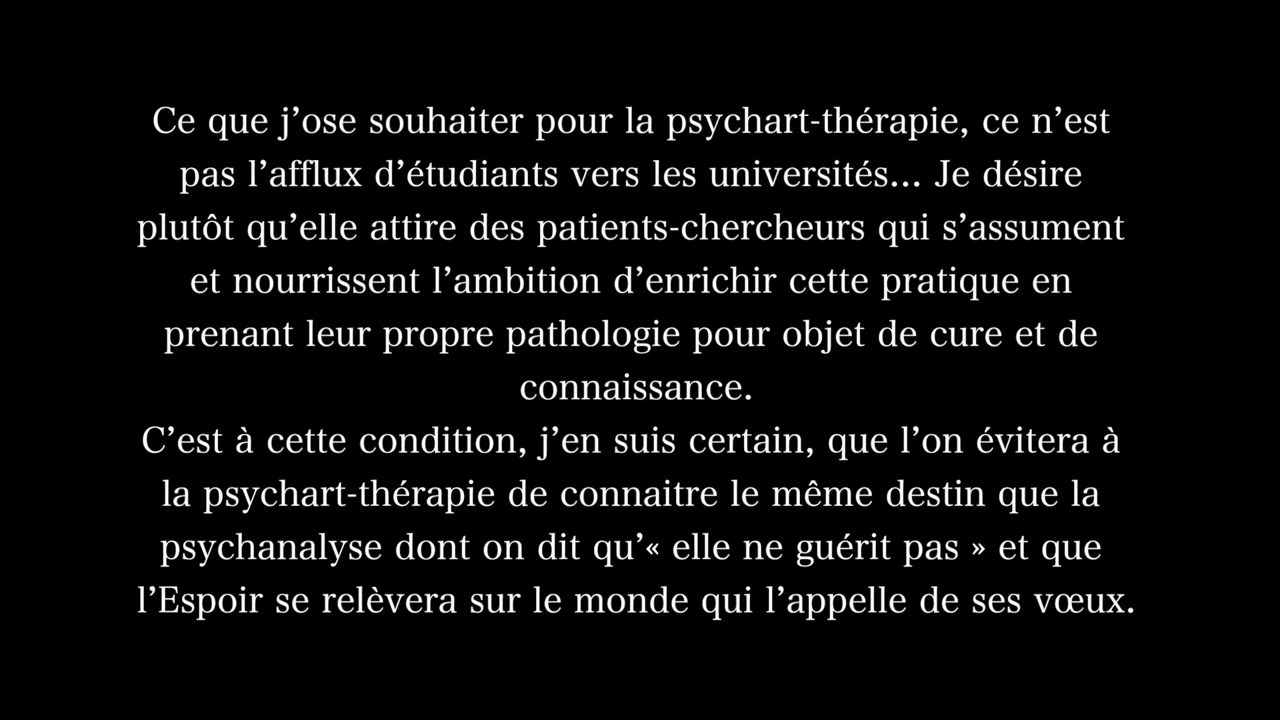 Ce que j’ose souhaiter pour la psychart-thérapie, ce n’est
pas l’afflux d’étudiants vers les universités... Je désire
plutôt qu’elle attire des patients-chercheurs qui s’assument
et nourrissent l’ambition d’enrichir cette pratique en
prenant leur propre pathologie pour objet de cure et de
connaissance.
C’est à cette condition, j’en suis certain, que l’on évitera à
la psychart-thérapie de connaitre le même destin que la
psychanalyse dont on dit qu’« elle ne guérit pas » et que
l’Espoir se relèvera sur le monde qui l’appelle de ses vœux.